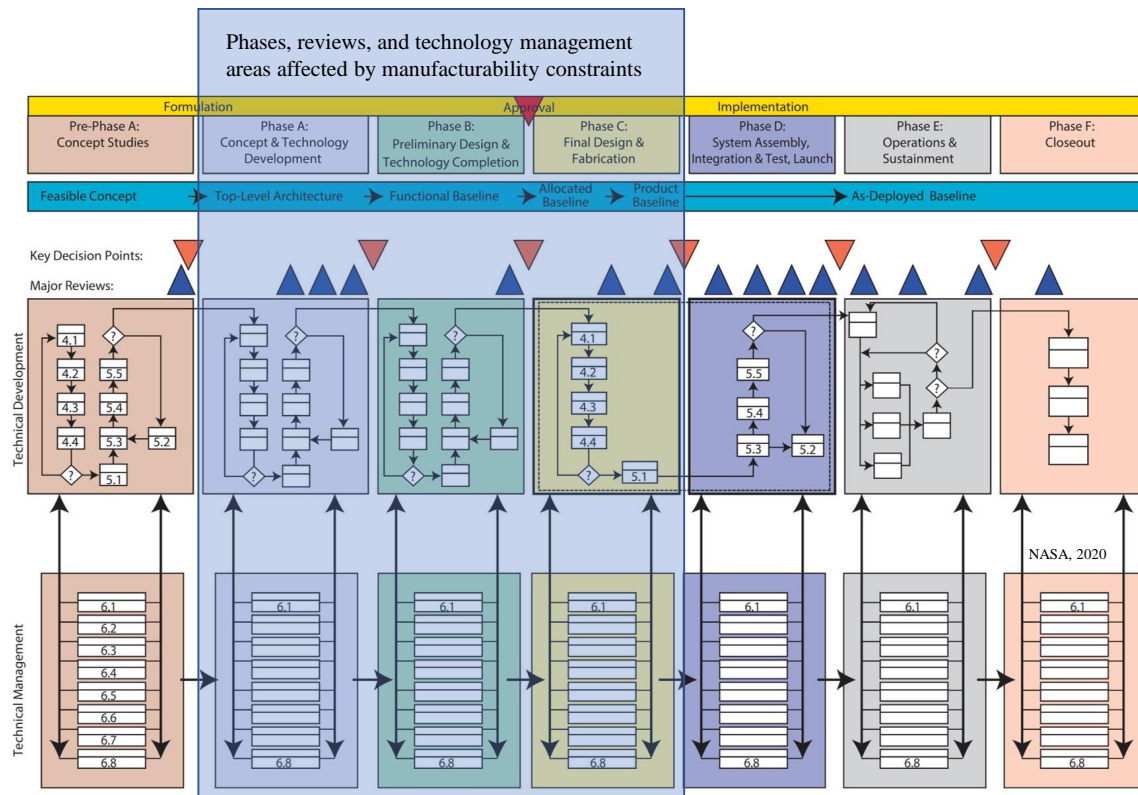 Phases, reviews, and technology management
areas affected by manufacturability constraints
Formulation
Approval
Implementation
Pre-Phase A:
Concept Studies
Phase A:
Concept & Technology
Development
Phase B:
Preliminary Design &
Technology Completion
Phase C:
Final Design &
Fabrication
Phase D:
System Assembly,
Integration & Test, Launch
Phase E:
Operations &
Sustainment
Phase F:
Closeout
Feasible Concept
Top-Level Architecture
Functional Baseline
Allocated
Baseline
Product
Baseline
As-Deployed Baseline
Key Decision Points:
Major Reviews:
Technical Development
4.1
4.2
4.3
4.4
?
5.1
?
5.5
5.4
5.3
5.2
?
?
?
?
4.1
4.2
4.3
4.4
?
5.1
?
5.5
5.4
5.3
5.2
?
?
NASA, 2020
Technical Management
6.1
6.2
6.3
6.4
6.5
6.6
6.7
6.8
6.1
6.8
6.1
6.8
6.1
6.8
6.1
6.8
6.1
6.8
6.1
6.8